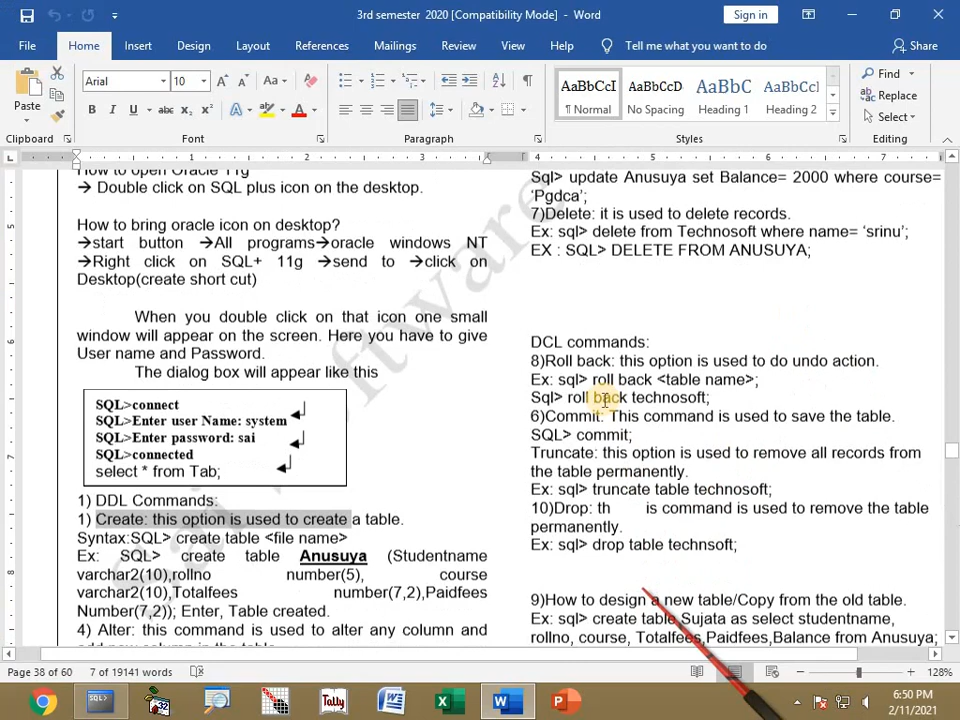 3rd semester 2020 [Compatibility Mode] - Word
Sign in
File Home Insert Design Layout References Mailings Review View Help Tell me what you want to do Share
Paste
Arial 10
Clipboard Font Paragraph Styles Editing
AaBbCcI AaBbCcD AaBbC AaBbCc
¶ Normal No Spacing Heading 1 Heading 2
Find
Replace
Select
How to open Oracle 11g
→ Double click on SQL plus icon on the desktop.
How to bring oracle icon on desktop?
→start button →All programs→oracle windows NT
→Right click on SQL+ 11g →send to →click on
Desktop(create short cut)
When you double click on that icon one small
window will appear on the screen. Here you have to give
User name and Password.
The dialog box will appear like this
SQL>connect
SQL>Enter user Name: system
SQL>Enter password: sai
SQL>connected
select * from Tab;
1) DDL Commands:
1) Create: this option is used to create a table.
Syntax:SQL> create table <file name>
Ex: SQL> create table Anusuya (Studentname
varchar2(10),rollno number(5), course
varchar2(10),Totalfees number(7,2),Paidfees
Number(7,2)); Enter, Table created.
4) Alter: this command is used to alter any column and
add new column in the table
Sql> update Anusuya set Balance= 2000 where course=
‘Pgdca’;
7)Delete: it is used to delete records.
Ex: sql> delete from Technosoft where name= ‘srinu’;
EX : SQL> DELETE FROM ANUSUYA;
DCL commands:
8)Roll back: this option is used to do undo action.
Ex: sql> roll back <table name>;
Sql> roll back technosoft;
6)Commit: This command is used to save the table.
SQL> commit;
Truncate: this option is used to remove all records from
the table permanently.
Ex: sql> truncate table technosoft;
10)Drop: th is command is used to remove the table
permanently.
Ex: sql> drop table technsoft;
9)How to design a new table/Copy from the old table.
Ex: sql> create table Sujata as select studentname,
rollno, course, Totalfees,Paidfees,Balance from Anusuya;
Page 38 of 60 7 of 19141 words 128%
6:50 PM
2/11/2021